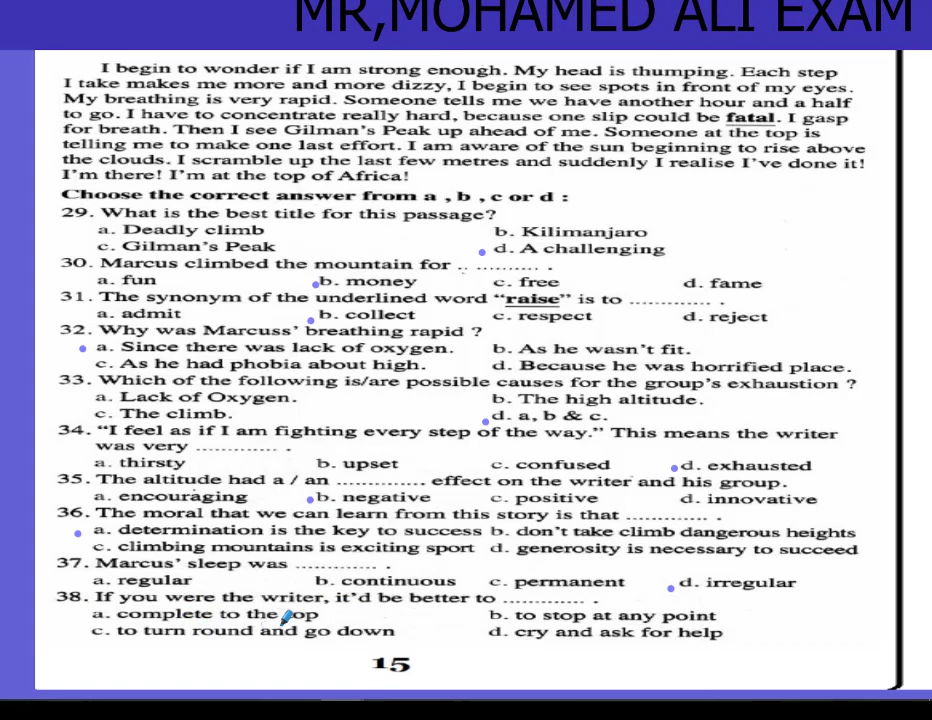 MR,MOHAMED ALI EXAM
I begin to wonder if I am strong enough. My head is thumping. Each step
I take makes me more and more dizzy, I begin to see spots in front of my eyes.
My breathing is very rapid. Someone tells me we have another hour and a half
to go. I have to concentrate really hard, because one slip could be fatal. I gasp
for breath. Then I see Gilman's Peak up ahead of me. Someone at the top is
telling me to make one last effort. I am aware of the sun beginning to rise above
the clouds. I scramble up the last few metres and suddenly I realise I've done it!
I'm there! I'm at the top of Africa!
Choose the correct answer from a , b , c or d :
29. What is the best title for this passage?
a. Deadly climb b. Kilimanjaro
c. Gilman's Peak d. A challenging
30. Marcus climbed the mountain for .. ........... .
a. fun b. money c. free d. fame
31. The synonym of the underlined word "raise" is to ............. .
a. admit b. collect c. respect d. reject
32. Why was Marcuss' breathing rapid ?
a. Since there was lack of oxygen. b. As he wasn't fit.
c. As he had phobia about high. d. Because he was horrified place.
33. Which of the following is/are possible causes for the group's exhaustion ?
a. Lack of Oxygen. b. The high altitude.
c. The climb. d. a, b & c.
34. "I feel as if I am fighting every step of the way." This means the writer
was very ............. .
a. thirsty b. upset c. confused d. exhausted
35. The altitude had a / an .............. effect on the writer and his group.
a. encouraging b. negative c. positive d. innovative
36. The moral that we can learn from this story is that ............. .
a. determination is the key to success b. don't take climb dangerous heights
c. climbing mountains is exciting sport d. generosity is necessary to succeed
37. Marcus' sleep was ............. .
a. regular b. continuous c. permanent d. irregular
38. If you were the writer, it'd be better to ............. .
a. complete to the top b. to stop at any point
c. to turn round and go down d. cry and ask for help
15